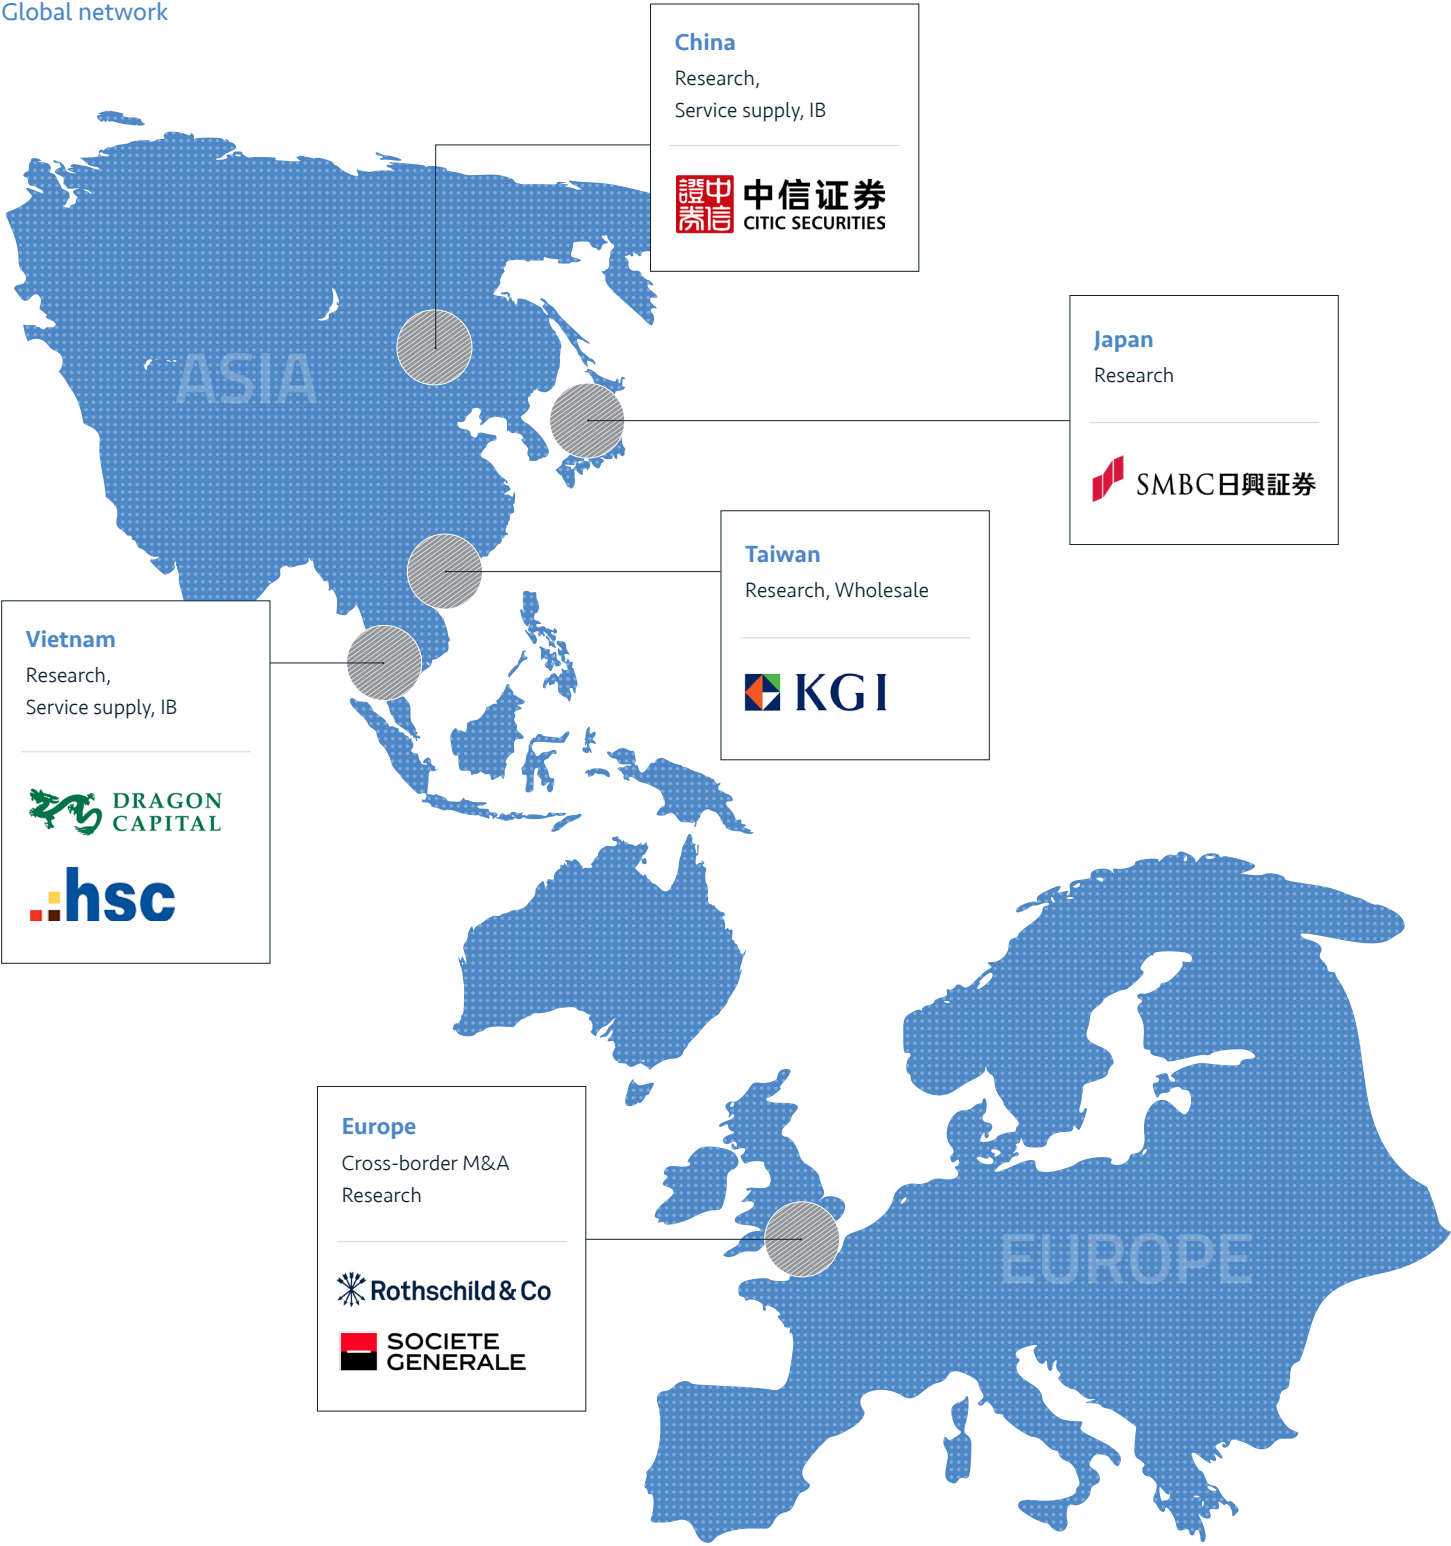 Global network
China
Research,
Service supply, IB
證中
券信
中信证券
CITIC SECURITIES
ASIA
Japan
Research
SMBC日興証券
Taiwan
Research, Wholesale
KGI
Vietnam
Research,
Service supply, IB
DRAGON
CAPITAL
hsc
Europe
Cross-border M&A
Research
Rothschild & Co
SOCIETE
GENERALE
EUROPE